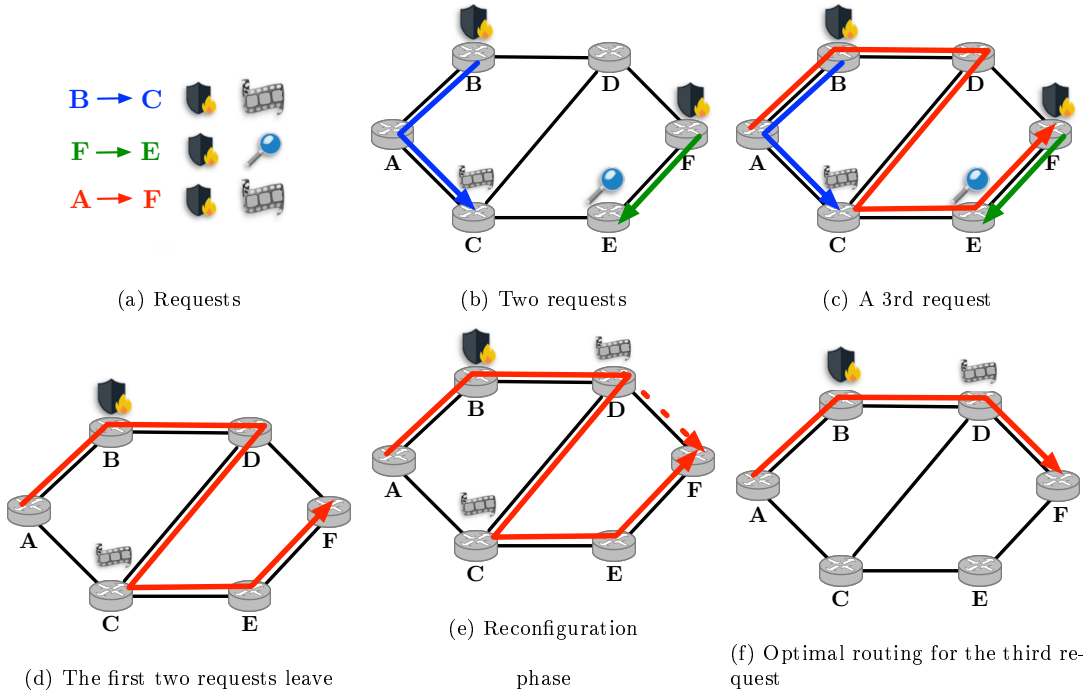 B → C
F → E
A → F
(a) Requests
B
D
A
F
C
E
(b) Two requests
B
D
A
F
C
E
(c) A 3rd request
B
D
A
F
C
E
(d) The first two requests leave
B
D
A
F
C
E
(e) Reconfiguration
phase
B
D
A
F
C
E
(f) Optimal routing for the third re-
quest